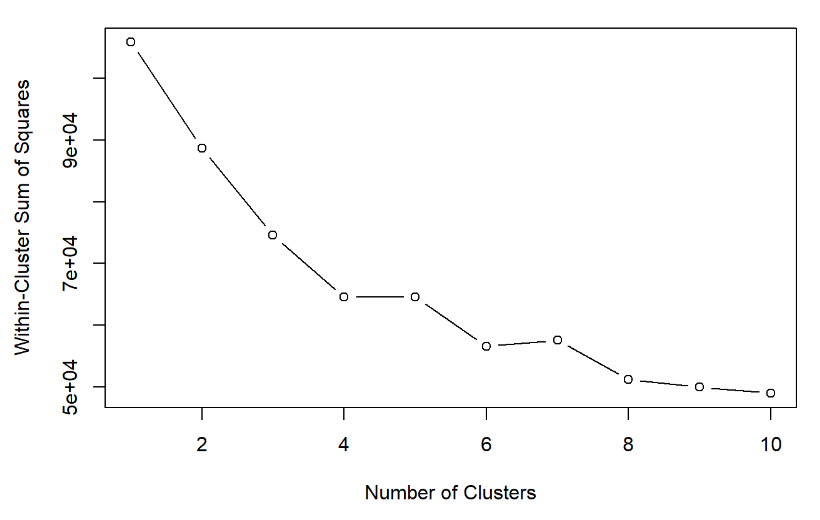 Within-Cluster Sum of Squares
9e+04
7e+04
5e+04
2 4 6 8 10
Number of Clusters